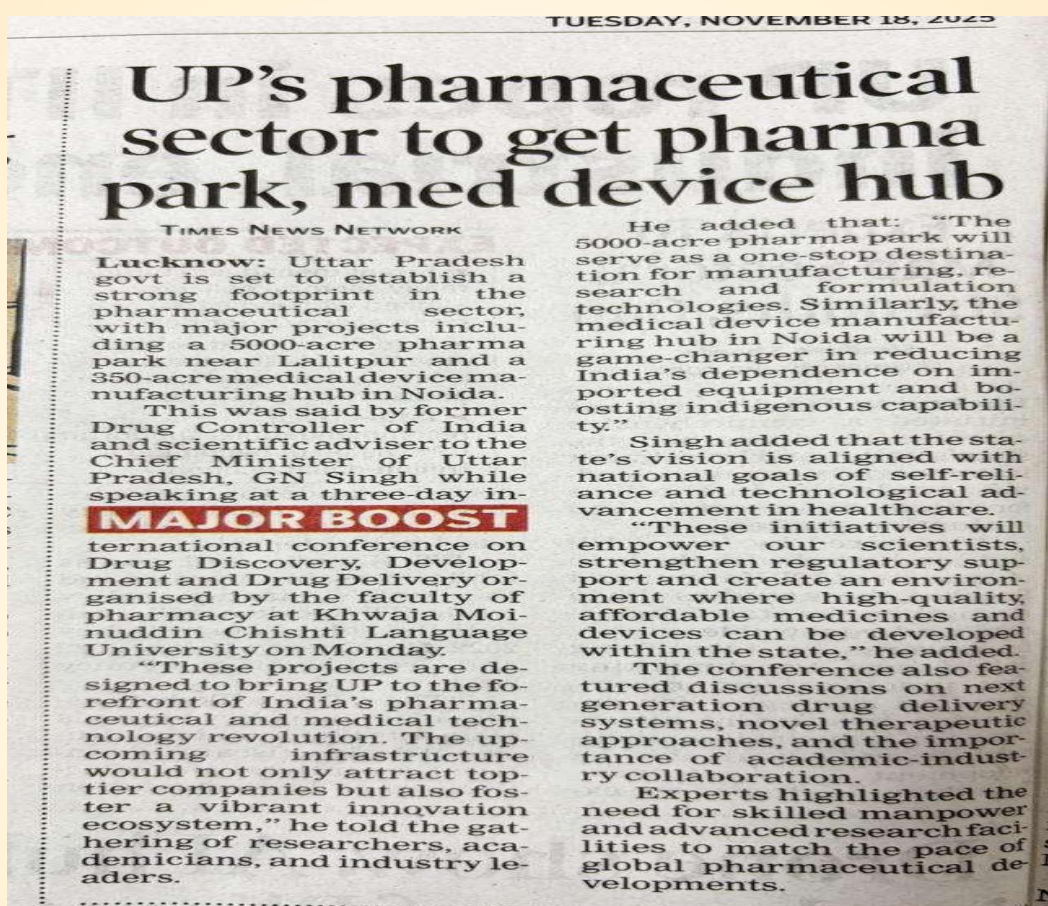 TUESDAY, NOVEMBER 18, 2025
UP's pharmaceutical
sector to get pharma
park, med device hub
TIMES NEWS NETWORK
Lucknow: Uttar Pradesh
govt is set to establish a
strong footprint in the
pharmaceutical sector,
with major projects inclu-
ding a 5000-acre pharma
park near Lalitpur and a
350-acre medical device ma-
nufacturing hub in Noida.
This was said by former
Drug Controller of India
and scientific adviser to the
Chief Minister of Uttar
Pradesh, GN Singh while
speaking at a three-day in-
MAJOR BOOST
ternational conference on
Drug Discovery, Develop-
ment and Drug Delivery or-
ganised by the faculty of
pharmacy at Khwaja Moi-
nuddin Chishti Language
University on Monday.
"These projects are de-
signed to bring UP to the fo-
refront of India's pharma-
ceutical and medical tech-
nology revolution. The up-
coming infrastructure
would not only attract top-
tier companies but also fos-
ter a vibrant innovation
ecosystem," he told the gat-
hering of researchers, aca-
demicians, and industry le-
aders.
He added that: "The
5000-acre pharma park will
serve as a one-stop destina-
tion for manufacturing, re-
search and formulation
technologies. Similarly, the
medical device manufactu-
ring hub in Noida will be a
game-changer in reducing
India's dependence on im-
ported equipment and bo-
osting indigenous capabili-
ty."
Singh added that the sta-
te's vision is aligned with
national goals of self-reli-
ance and technological ad-
vancement in healthcare.
"These initiatives will
empower our scientists,
strengthen regulatory sup-
port and create an environ-
ment where high-quality,
affordable medicines and
devices can be developed
within the state," he added.
The conference also fea-
tured discussions on next
generation drug delivery
systems, novel therapeutic
approaches, and the impor-
tance of academic-indust-
ry collaboration.
Experts highlighted the
need for skilled manpower
and advanced research faci-
lities to match the pace of
global pharmaceutical de-
velopments.